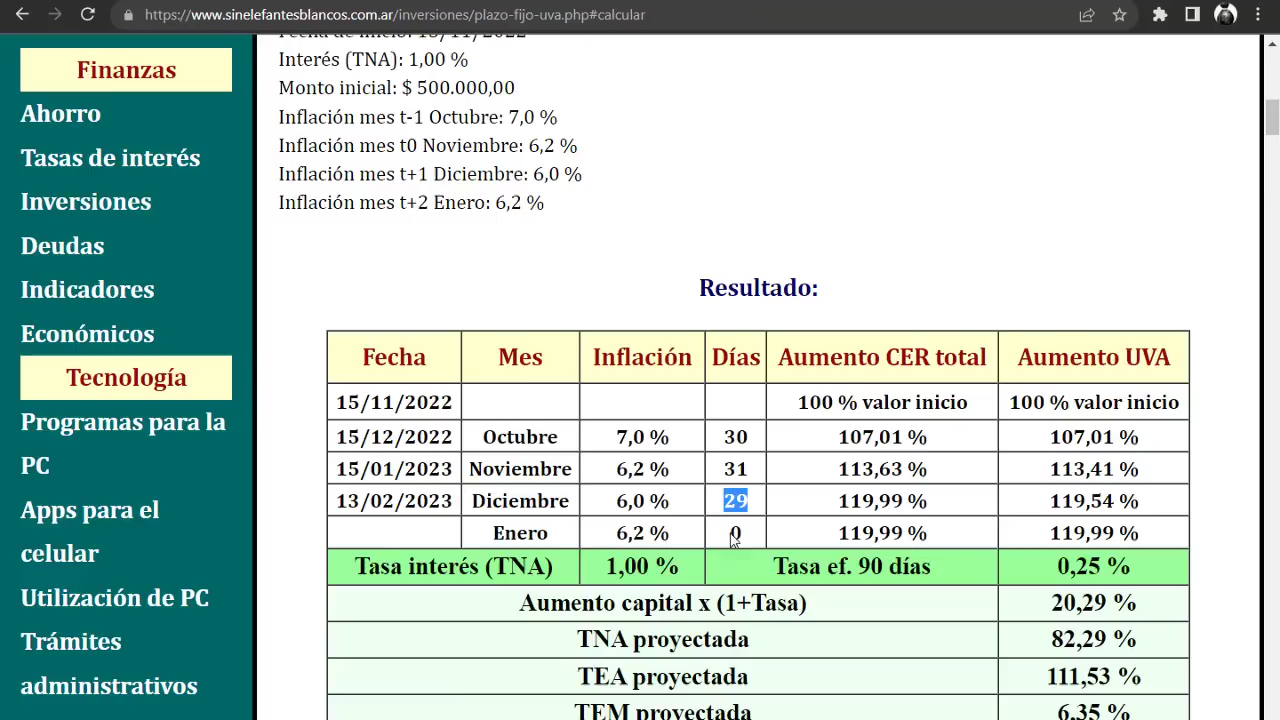 https://www.sinelefantesblancos.com.ar/inversiones/plazo-fijo-uva.php#calcular
Finanzas
Ahorro
Tasas de interés
Inversiones
Deudas
Indicadores
Económicos
Tecnología
Programas para la
PC
Apps para el
celular
Utilización de PC
Trámites
administrativos
Fecha de inicio: 15/11/2022
Interés (TNA): 1,00 %
Monto inicial: $ 500.000,00
Inflación mes t-1 Octubre: 7,0 %
Inflación mes t0 Noviembre: 6,2 %
Inflación mes t+1 Diciembre: 6,0 %
Inflación mes t+2 Enero: 6,2 %
Resultado:
Fecha Mes Inflación Días Aumento CER total Aumento UVA
15/11/2022 100 % valor inicio 100 % valor inicio
15/12/2022 Octubre 7,0 % 30 107,01 % 107,01 %
15/01/2023 Noviembre 6,2 % 31 113,63 % 113,41 %
13/02/2023 Diciembre 6,0 % 29 119,99 % 119,54 %
Enero 6,2 % 0 119,99 % 119,99 %
Tasa interés (TNA) 1,00 % Tasa ef. 90 días 0,25 %
Aumento capital x (1+Tasa) 20,29 %
TNA proyectada 82,29 %
TEA proyectada 111,53 %
TEM proyectada 6,35 %